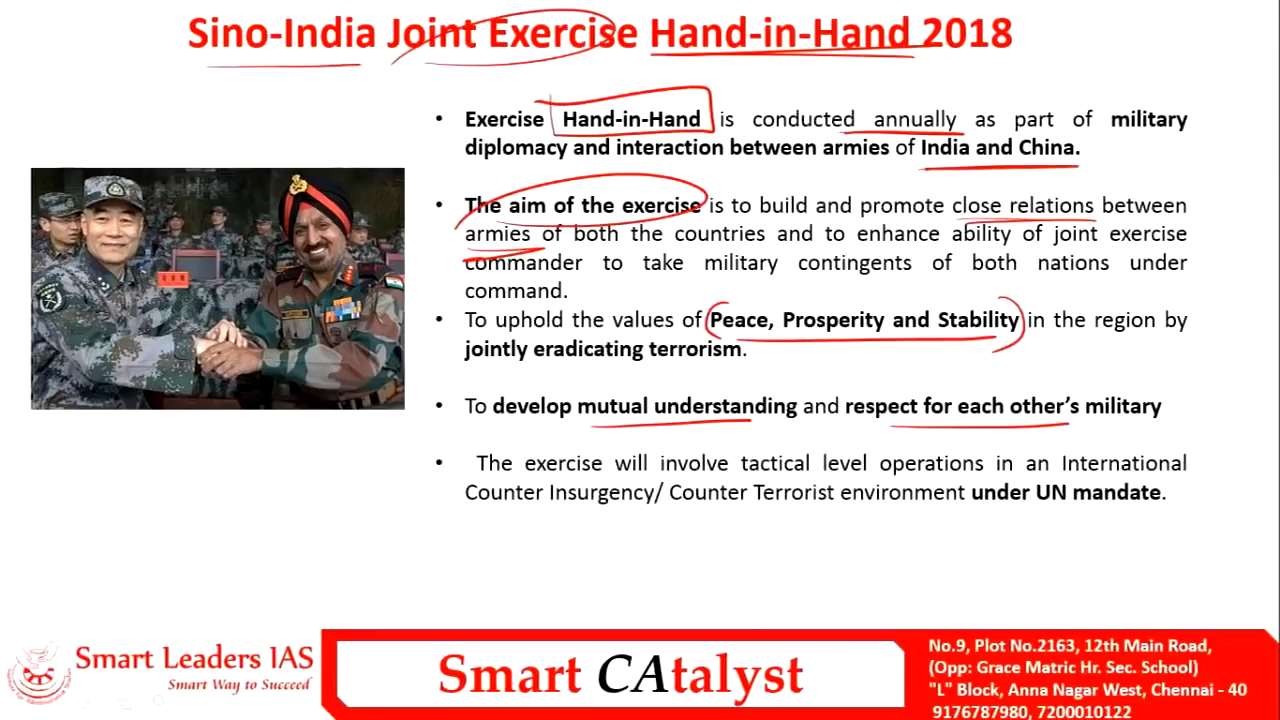 Sino-India Joint Exercise Hand-in-Hand 2018
• Exercise Hand-in-Hand is conducted annually as part of military
diplomacy and interaction between armies of India and China.
• The aim of the exercise is to build and promote close relations between
armies of both the countries and to enhance ability of joint exercise
commander to take military contingents of both nations under
command.
• To uphold the values of Peace, Prosperity and Stability in the region by
jointly eradicating terrorism.
• To develop mutual understanding and respect for each other's military
• The exercise will involve tactical level operations in an International
Counter Insurgency/ Counter Terrorist environment under UN mandate.
Smart Leaders IAS
Smart Way to Succeed
Smart CAtalyst
No.9, Plot No.2163, 12th Main Road,
(Opp: Grace Matric Hr. Sec. School)
"L" Block, Anna Nagar West, Chennai - 40
9176787980, 7200010122